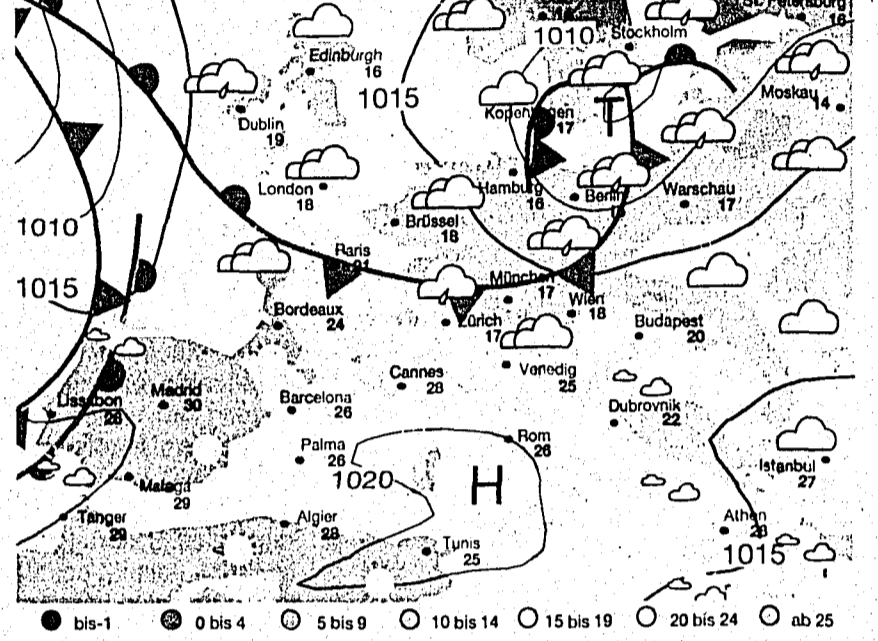 1010
Stockholm
St. Petersburg
16
Edinburgh
16
1015
Kopenhagen
17
T
Moskau
14
Dublin
19
London
18
Hamburg
16
Berlin
Warschau
17
1010
Brüssel
18
Paris
1015
München
17
Wien
18
Bordeaux
24
Zürich
17
Budapest
20
Cannes
28
Venedig
25
Lissabon
Madrid
30
Barcelona
26
Dubrovnik
22
Palma
26
Rom
26
1020
H
Istanbul
27
Malaga
29
Tanger
29
Algier
28
Tunis
25
Athen
1015
bis-1
0 bis 4
5 bis 9
10 bis 14
15 bis 19
20 bis 24
ab 25